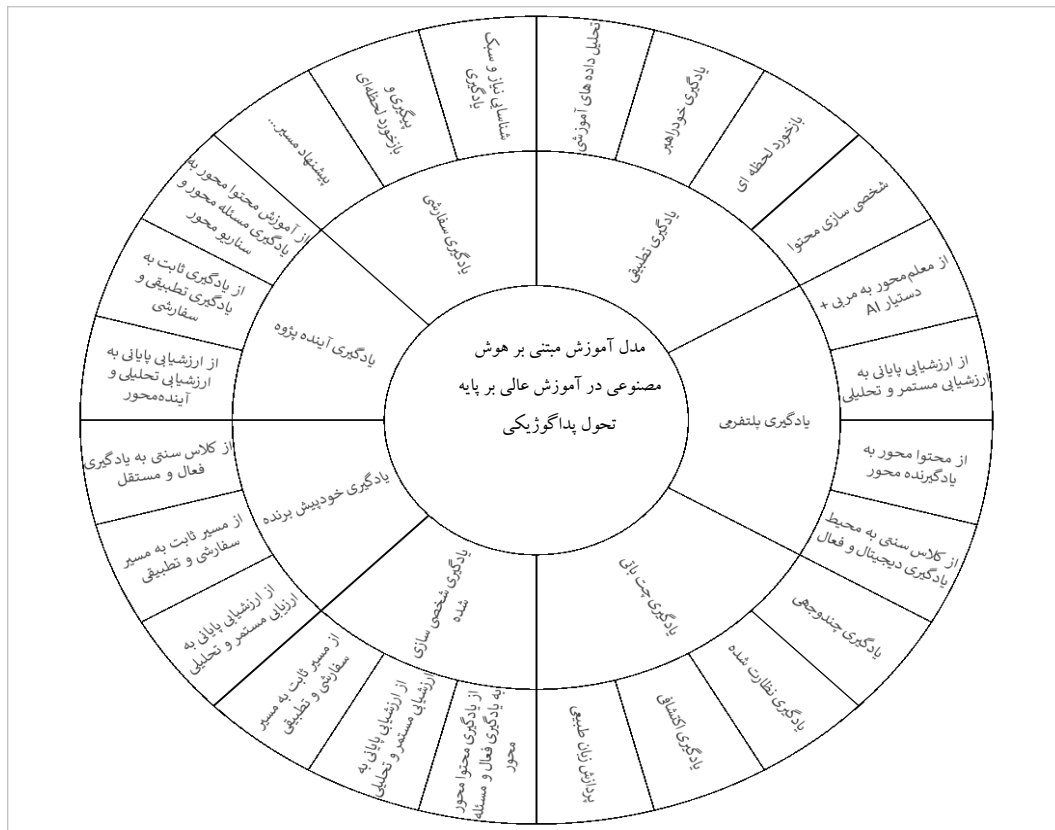 مدل آموزش مبتنی بر هوش
مصنوعی در آموزش عالی بر پایه
تحول پداگوژیکی
یادگیری تطبیقی
یادگیری پلتفرمی
یادگیری چت باتی
یادگیری شخصی سازی
شده
یادگیری خودپیش برنده
یادگیری آینده پژوه
یادگیری سفارشی
تحلیل داده‌های آموزشی
یادگیری خودراهبر
بازخورد لحظه ای
شخصی سازی محتوا
از معلم‌محور به مربی +
دستیار AI
از ارزشیابی پایانی به
ارزشیابی مستمر و تحلیلی
از محتوا محور به
یادگیرنده محور
از کلاس سنتی به محیط
یادگیری دیجیتال و فعال
یادگیری چندوجهی
یادگیری نظارت شده
یادگیری اکتشافی
پردازش زبان طبیعی
از یادگیری محتوا محور
به یادگیری فعال و مسئله
محور
از ارزشیابی پایانی به
ارزشیابی مستمر و تحلیلی
از مسیر ثابت به مسیر
سفارشی و تطبیقی
از ارزشیابی پایانی به
ارزیابی مستمر و تحلیلی
از مسیر ثابت به مسیر
سفارشی و تطبیقی
از کلاس سنتی به یادگیری
فعال و مستقل
از ارزشیابی پایانی به
ارزشیابی تحلیلی و
آینده‌محور
از یادگیری ثابت به
یادگیری تطبیقی و
سفارشی
از آموزش محتوا محور به
یادگیری مسئله محور و
سناریو محور
پیشنهاد مسیر...
پیگیری و
بازخورد لحظه‌ای
شناسایی نیاز و سبک
یادگیری